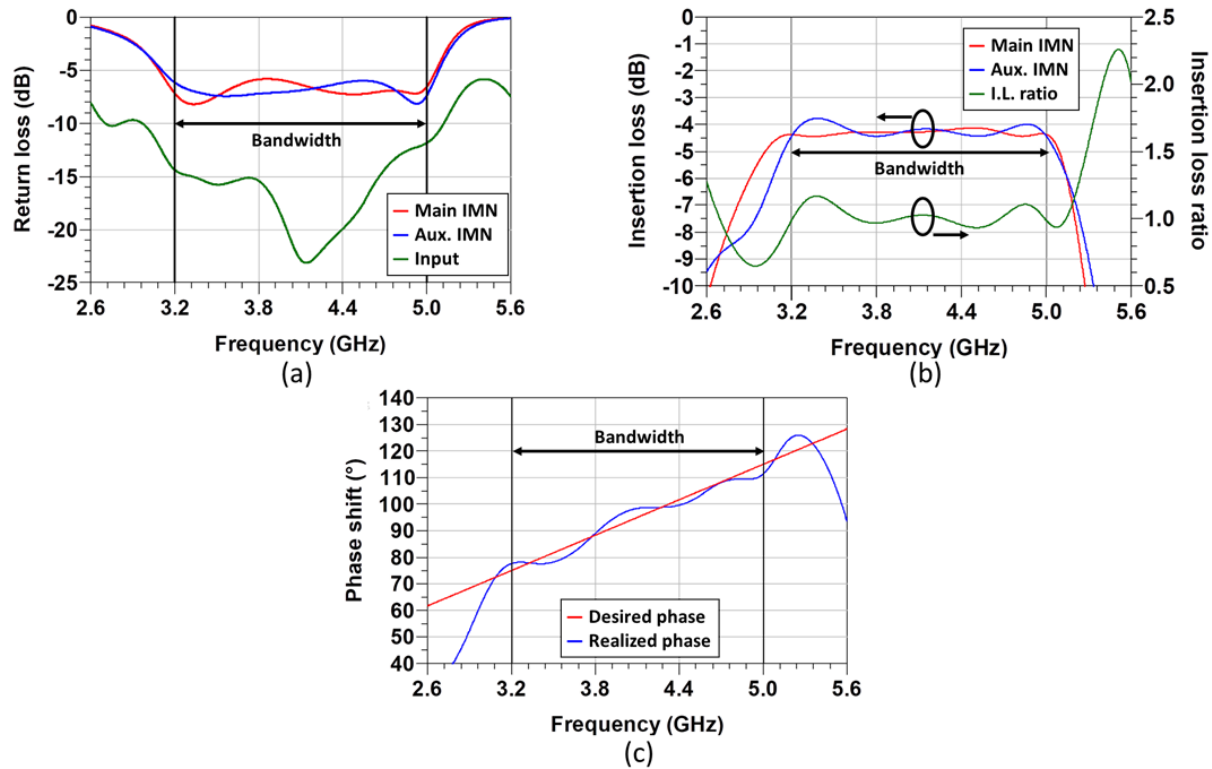 (a)
0
-5
-10
-15
-20
-25
Return loss (dB)
Bandwidth
Main IMN
Aux. IMN
Input
2.6 3.2 3.8 4.4 5.0 5.6
Frequency (GHz)
(b)
0
-1
-2
-3
-4
-5
-6
-7
-8
-9
-10
Insertion loss (dB)
Main IMN
Aux. IMN
I.L. ratio
Bandwidth
2.5
2.0
1.5
1.0
0.5
Insertion loss ratio
2.6 3.2 3.8 4.5 5.0 5.6
Frequency (GHz)
140
130
120
110
100
90
80
70
60
50
40
Phase shift (°)
Bandwidth
Desired phase
Realized phase
2.6 3.2 3.8 4.4 5.0 5.6
Frequency (GHz)
(c)